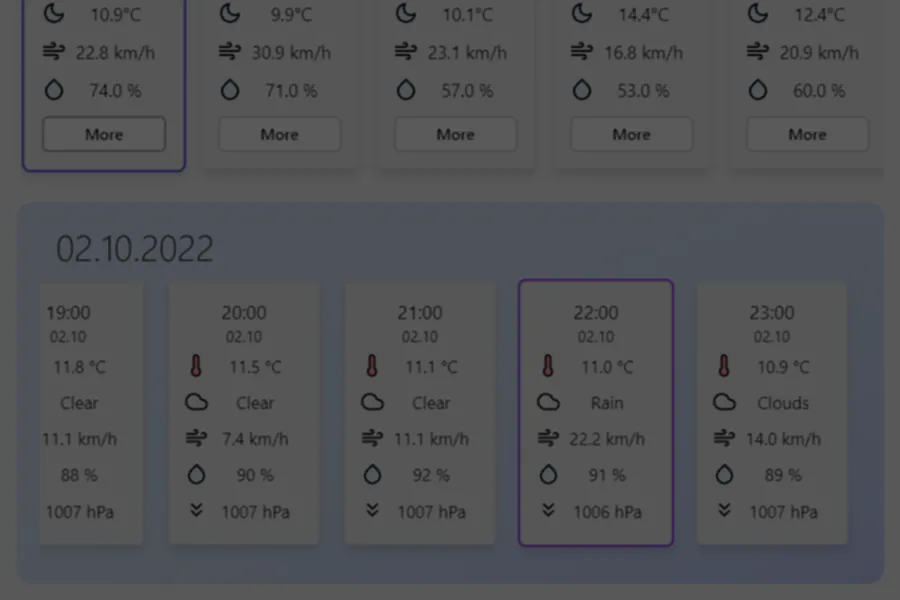 10.9°C 9.9°C 10.1°C 14.4°C 12.4°C
22.8 km/h 30.9 km/h 23.1 km/h 16.8 km/h 20.9 km/h
74.0 % 71.0 % 57.0 % 53.0 % 60.0 %
More More More More More
02.10.2022
19:00 20:00 21:00 22:00 23:00
02.10 02.10 02.10 02.10 02.10
11.8 °C 11.5 °C 11.1 °C 11.0 °C 10.9 °C
Clear Clear Clear Rain Clouds
11.1 km/h 7.4 km/h 11.1 km/h 22.2 km/h 14.0 km/h
88 % 90 % 92 % 91 % 89 %
1007 hPa 1007 hPa 1007 hPa 1006 hPa 1007 hPa